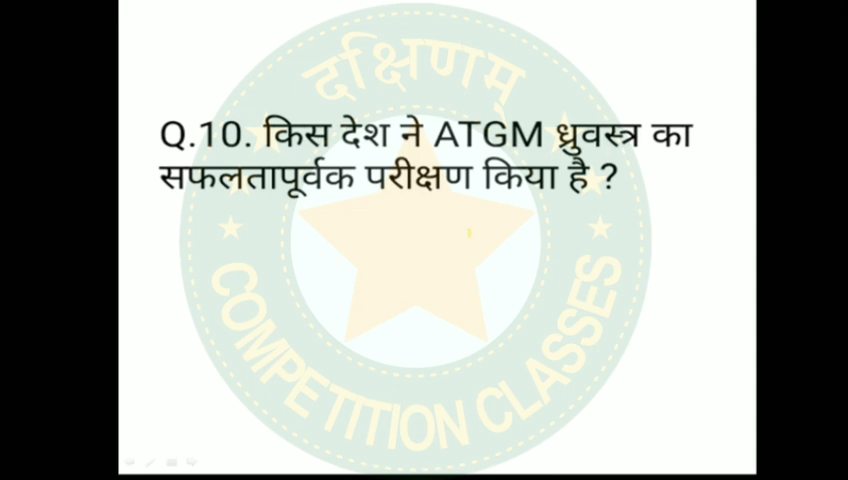 दक्षिणम्
Q.10. किस देश ने ATGM ध्रुवस्त्र का
सफलतापूर्वक परीक्षण किया है ?
COMPETITION CLASSES